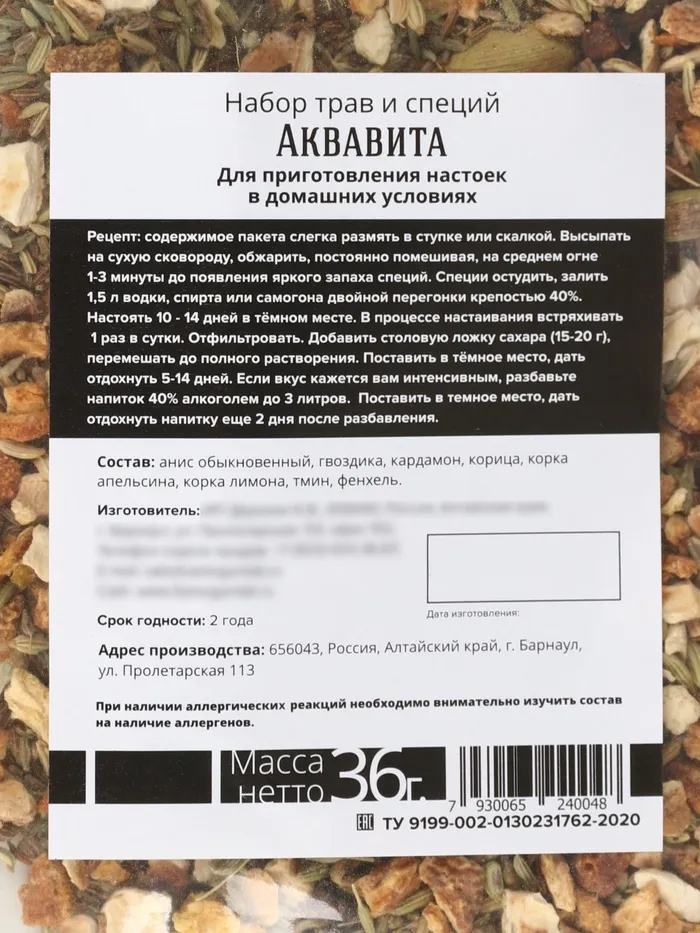 Набор трав и специй
АКВАВИТА
Для приготовления настоек
в домашних условиях
Рецепт: содержимое пакета слегка размять в ступке или скалкой. Высыпать
на сухую сковороду, обжарить, постоянно помешивая, на среднем огне
1-3 минуты до появления яркого запаха специй. Специи остудить, залить
1,5 л водки, спирта или самогона двойной перегонки крепостью 40%.
Настоять 10 - 14 дней в тёмном месте. В процессе настаивания встряхивать
1 раз в сутки. Отфильтровать. Добавить столовую ложку сахара (15-20 г),
перемешать до полного растворения. Поставить в тёмное место, дать
отдохнуть 5-14 дней. Если вкус кажется вам интенсивным, разбавьте
напиток 40% алкоголем до 3 литров. Поставить в темное место, дать
отдохнуть напитку еще 2 дня после разбавления.
Состав: анис обыкновенный, гвоздика, кардамон, корица, корка
апельсина, корка лимона, тмин, фенхель.
Изготовитель:
Дата изготовления:
Срок годности: 2 года
Адрес производства: 656043, Россия, Алтайский край, г. Барнаул,
ул. Пролетарская 113
При наличии аллергических реакций необходимо внимательно изучить состав
на наличие аллергенов.
Масса
нетто 36г.
7 930065 240048
ЕАС ТУ 9199-002-0130231762-2020